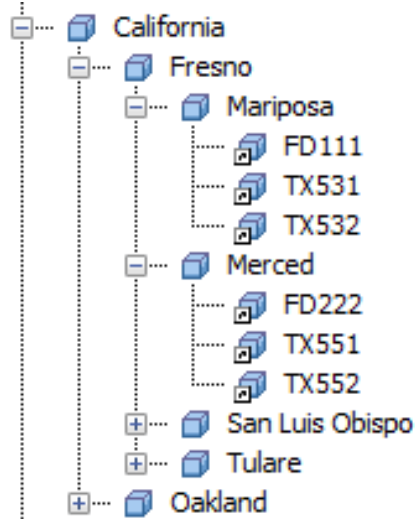 California
Fresno
Mariposa
FD111
TX531
TX532
Merced
FD222
TX551
TX552
San Luis Obispo
Tulare
Oakland